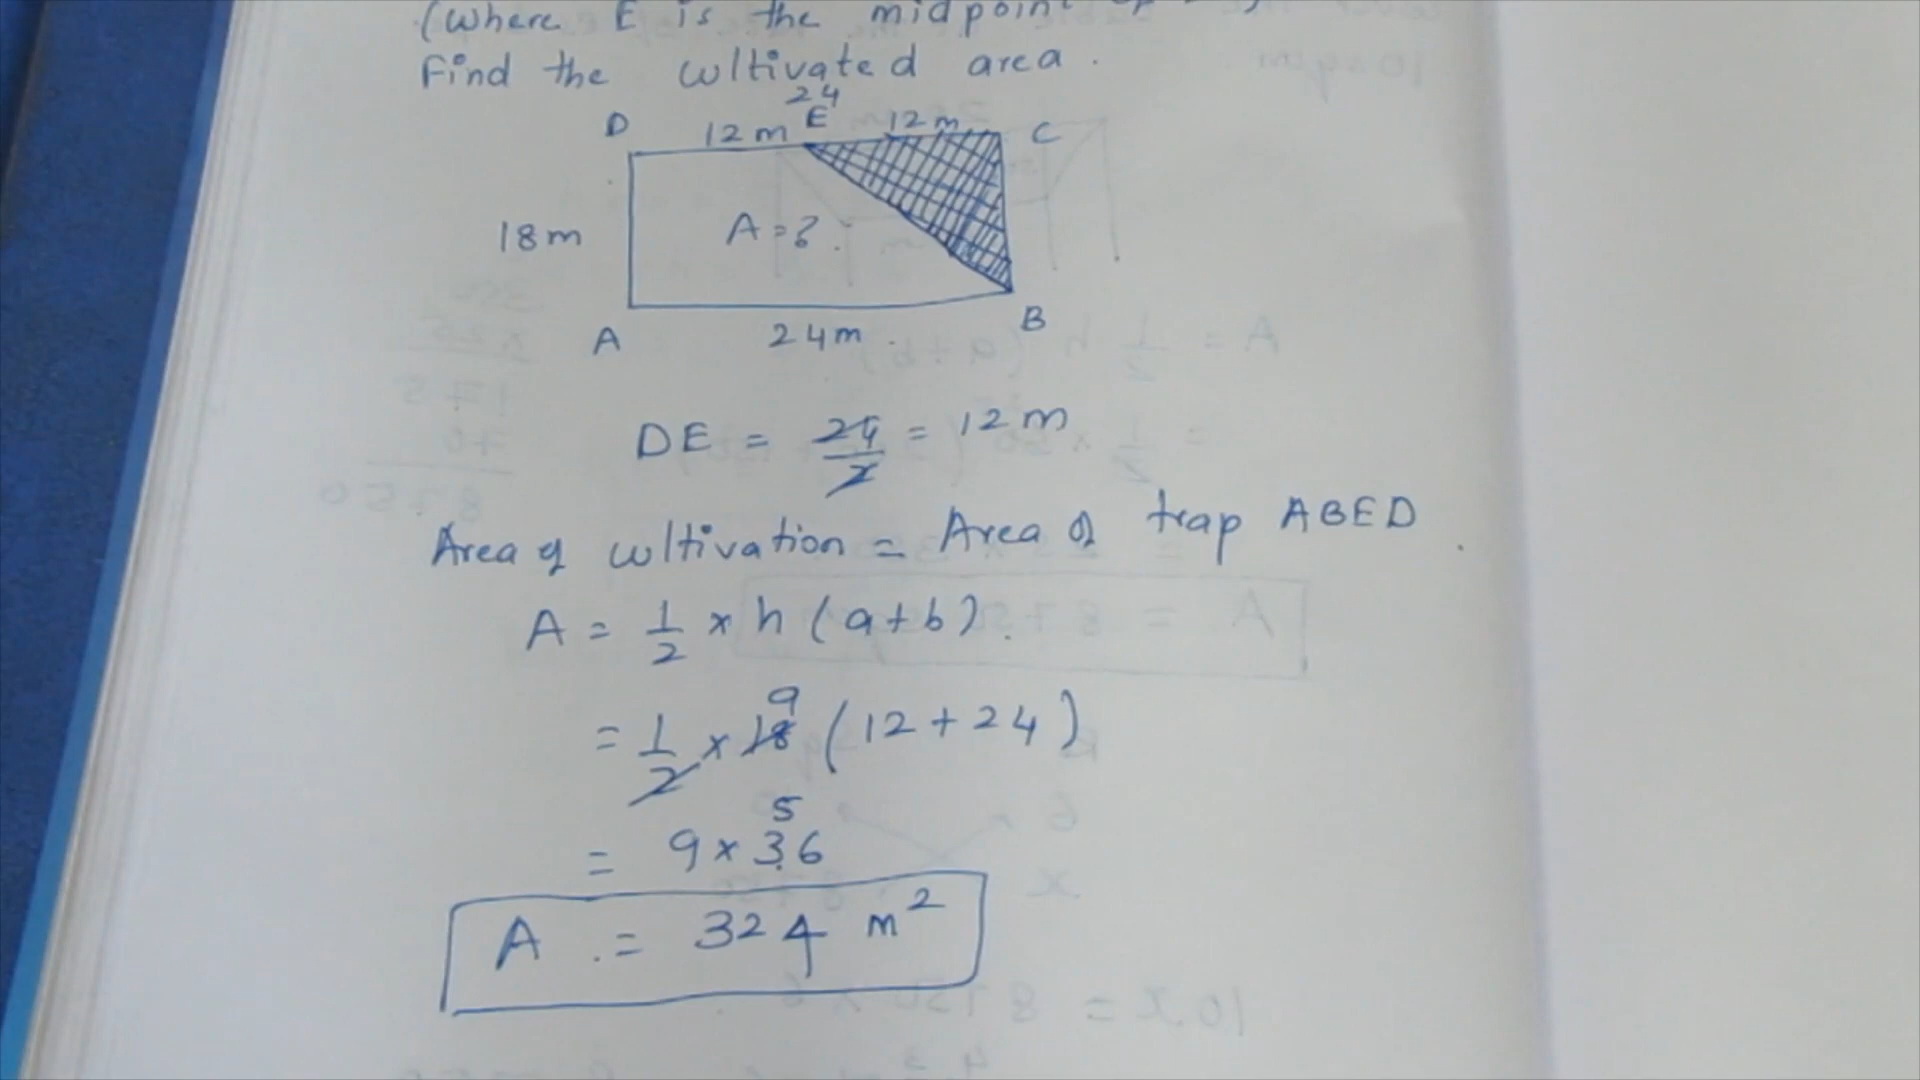 (where E is the midpoint
Find the cultivated area.
24
D 12m E 12m C
18m A=?
A 24m B
DE = 24/2 = 12m
Area of cultivation = Area of trap ABED.
A = 1/2 × h (a+b).
9
= 1/2 × 18 (12+24)
5
= 9×36
A = 324 m²